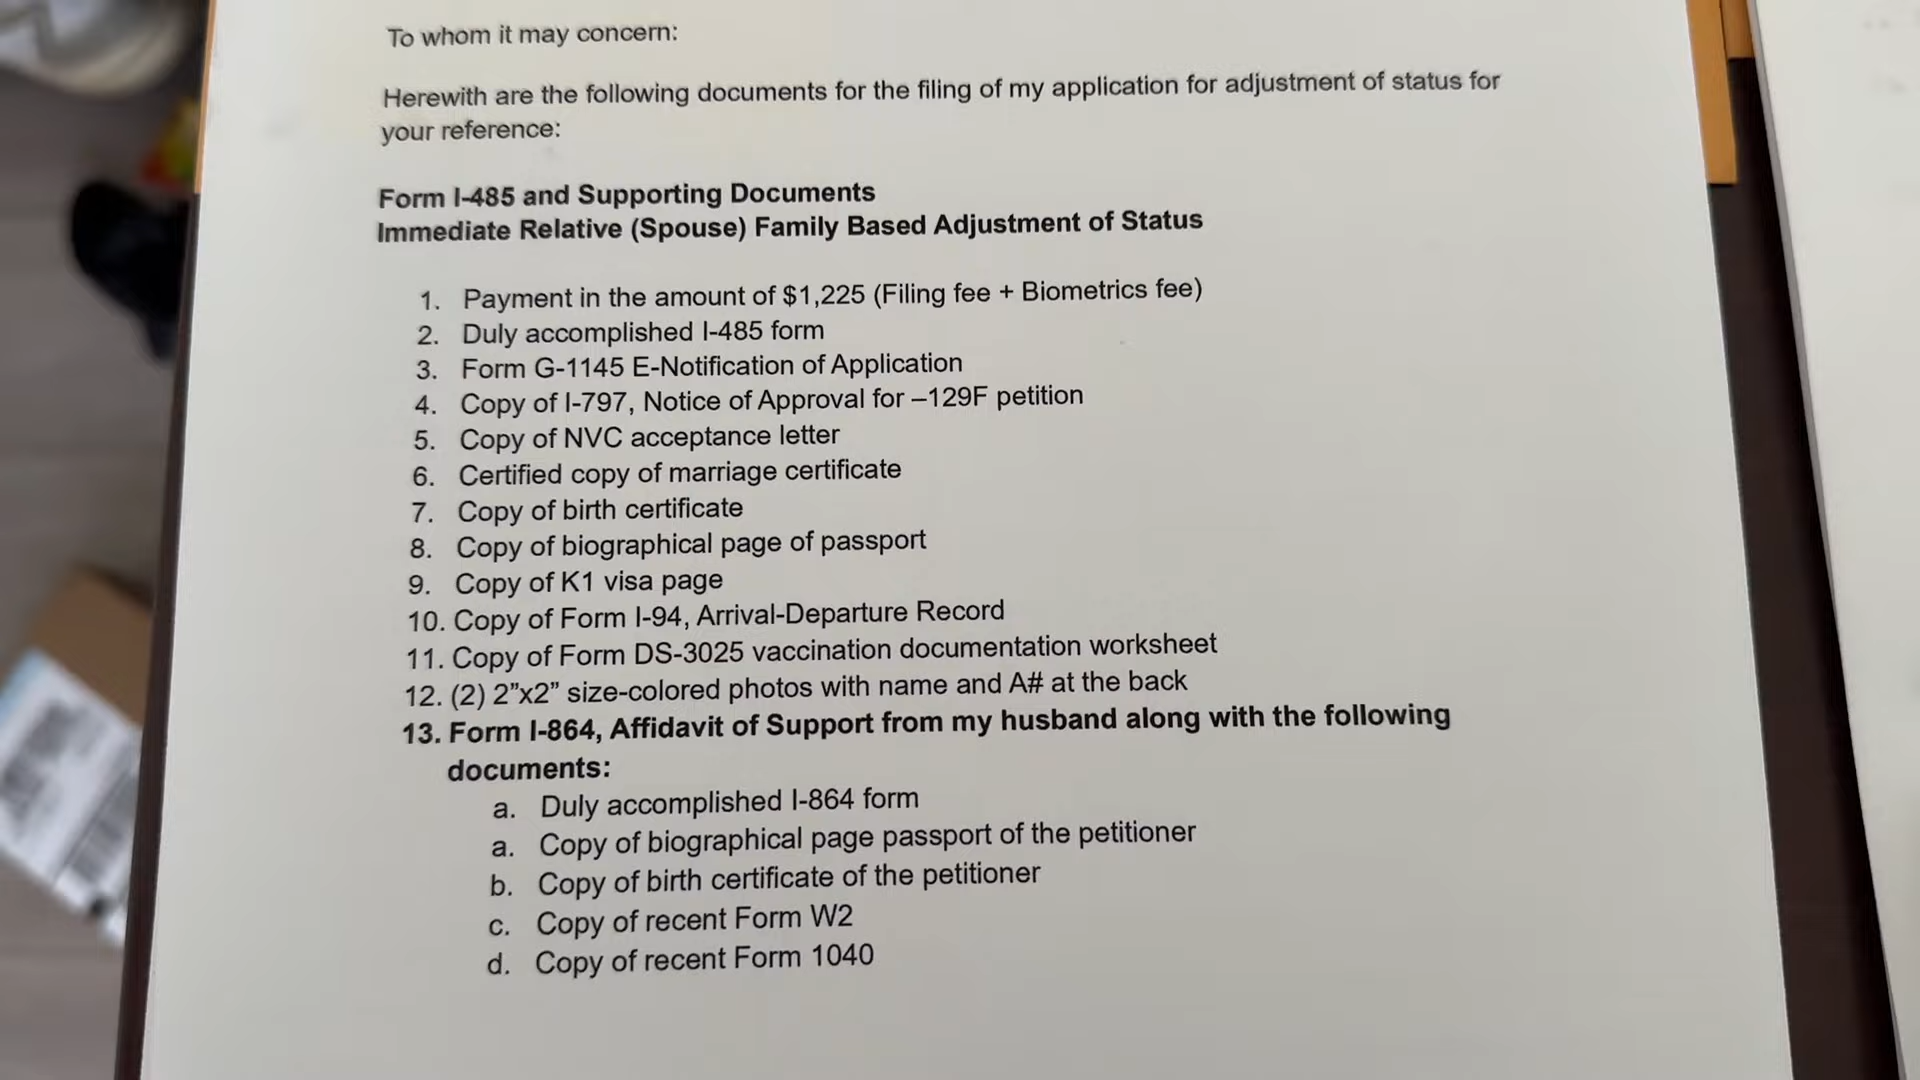 To whom it may concern:
Herewith are the following documents for the filing of my application for adjustment of status for
your reference:
Form I-485 and Supporting Documents
Immediate Relative (Spouse) Family Based Adjustment of Status
1. Payment in the amount of $1,225 (Filing fee + Biometrics fee)
2. Duly accomplished I-485 form
3. Form G-1145 E-Notification of Application
4. Copy of I-797, Notice of Approval for –129F petition
5. Copy of NVC acceptance letter
6. Certified copy of marriage certificate
7. Copy of birth certificate
8. Copy of biographical page of passport
9. Copy of K1 visa page
10. Copy of Form I-94, Arrival-Departure Record
11. Copy of Form DS-3025 vaccination documentation worksheet
12. (2) 2”x2” size-colored photos with name and A# at the back
13. Form I-864, Affidavit of Support from my husband along with the following
documents:
a. Duly accomplished I-864 form
a. Copy of biographical page passport of the petitioner
b. Copy of birth certificate of the petitioner
c. Copy of recent Form W2
d. Copy of recent Form 1040